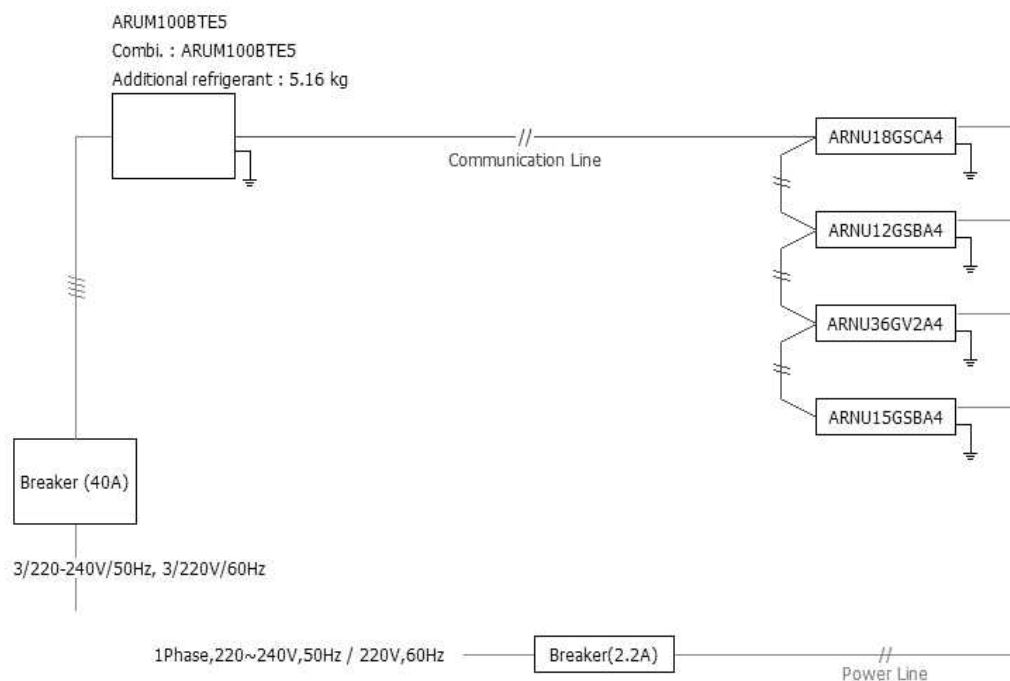 ARUM100BTE5
Combi. : ARUM100BTE5
Additional refrigerant : 5.16 kg
ARNU18GSCA4
Communication Line
ARNU12GSBA4
ARNU36GV2A4
ARNU15GSBA4
Breaker (40A)
3/220-240V/50Hz, 3/220V/60Hz
1Phase,220~240V,50Hz / 220V,60Hz
Breaker(2.2A)
Power Line